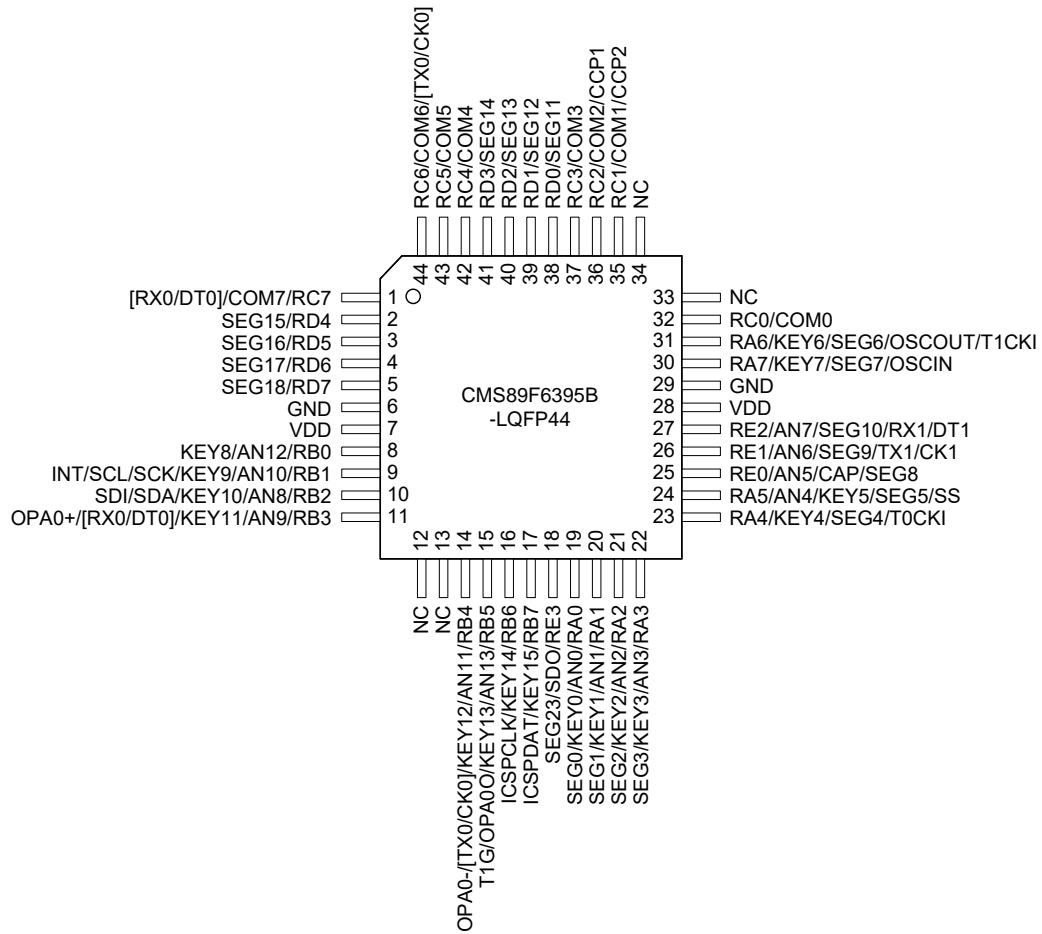 RC6/COM6/[TX0/CK0]
RC5/COM5
RC4/COM4
RD3/SEG14
RD2/SEG13
RD1/SEG12
RD0/SEG11
RC3/COM3
RC2/COM2/CCP1
RC1/COM1/CCP2
NC
44
43
42
41
40
39
38
37
36
35
34
[RX0/DT0]/COM7/RC7 1
SEG15/RD4 2
SEG16/RD5 3
SEG17/RD6 4
SEG18/RD7 5
GND 6
VDD 7
KEY8/AN12/RB0 8
INT/SCL/SCK/KEY9/AN10/RB1 9
SDI/SDA/KEY10/AN8/RB2 10
OPA0+/[RX0/DT0]/KEY11/AN9/RB3 11
CMS89F6395B
-LQFP44
33 NC
32 RC0/COM0
31 RA6/KEY6/SEG6/OSCOUT/T1CKI
30 RA7/KEY7/SEG7/OSCIN
29 GND
28 VDD
27 RE2/AN7/SEG10/RX1/DT1
26 RE1/AN6/SEG9/TX1/CK1
25 RE0/AN5/CAP/SEG8
24 RA5/AN4/KEY5/SEG5/SS
23 RA4/KEY4/SEG4/T0CKI
12
13
14
15
16
17
18
19
20
21
22
NC
NC
OPA0-/[TX0/CK0]/KEY12/AN11/RB4
T1G/OPA0O/KEY13/AN13/RB5
ICSPCLK/KEY14/RB6
ICSPDAT/KEY15/RB7
SEG23/SDO/RE3
SEG0/KEY0/AN0/RA0
SEG1/KEY1/AN1/RA1
SEG2/KEY2/AN2/RA2
SEG3/KEY3/AN3/RA3